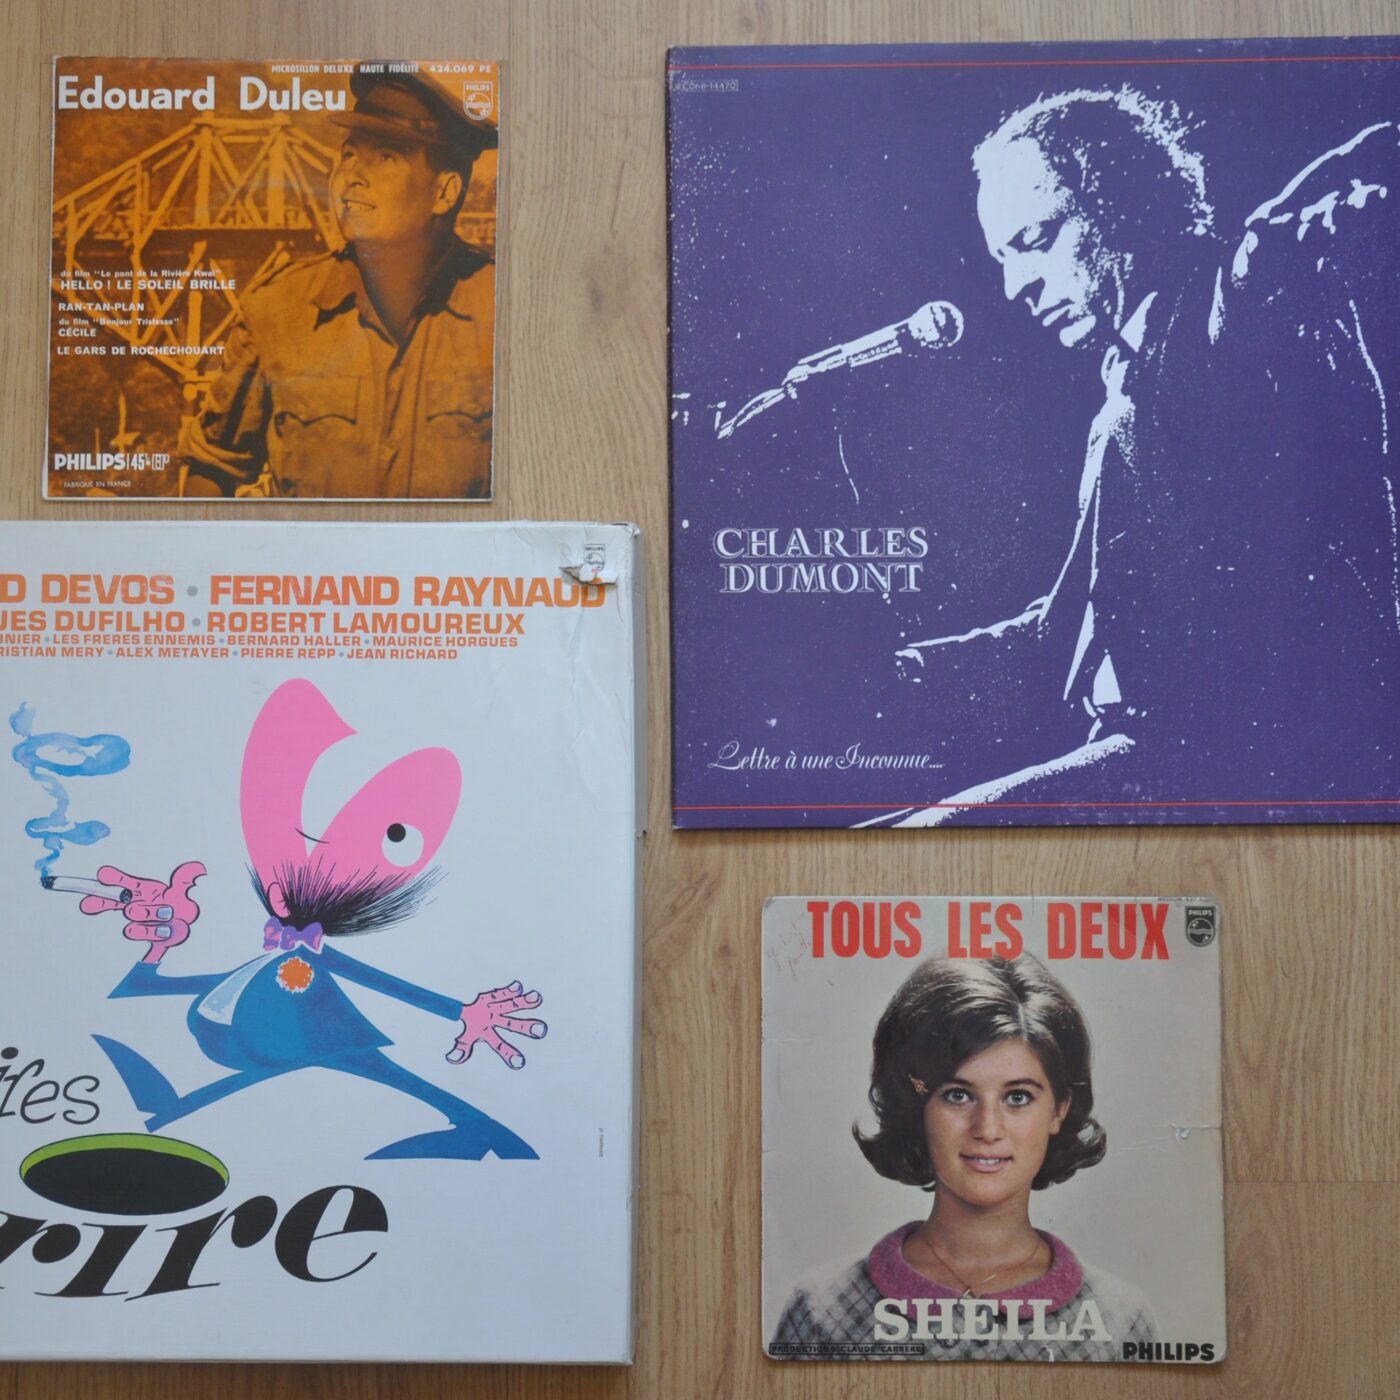 MICROSILLON DELUXE HAUTE FIDÉLITÉ 424.069 PE
Edouard Duleu
PHILIPS
du film "Le pont de la Rivière Kwaï"
HELLO! LE SOLEIL BRILLE
RAN-TAN-PLAN
du film "Bonjour Tristesse"
CÉCILE
LE GARS DE ROCHECHOUART
PHILIPS 45 EP
FABRIQUÉ EN FRANCE
C068-14470
CHARLES
DUMONT
Lettre à une Inconnue....
PHILIPS
D DEVOS • FERNAND RAYNAUD
UES DUFILHO • ROBERT LAMOUREUX
INIER • LES FRERES ENNEMIS • BERNARD HALLER • MAURICE HORGUES
RISTIAN MERY • ALEX METAYER • PIERRE REPP • JEAN RICHARD
ires
rire
TOUS LES DEUX
PHILIPS
SHEILA
PRODUCTIONS CLAUDE CARRERE
PHILIPS